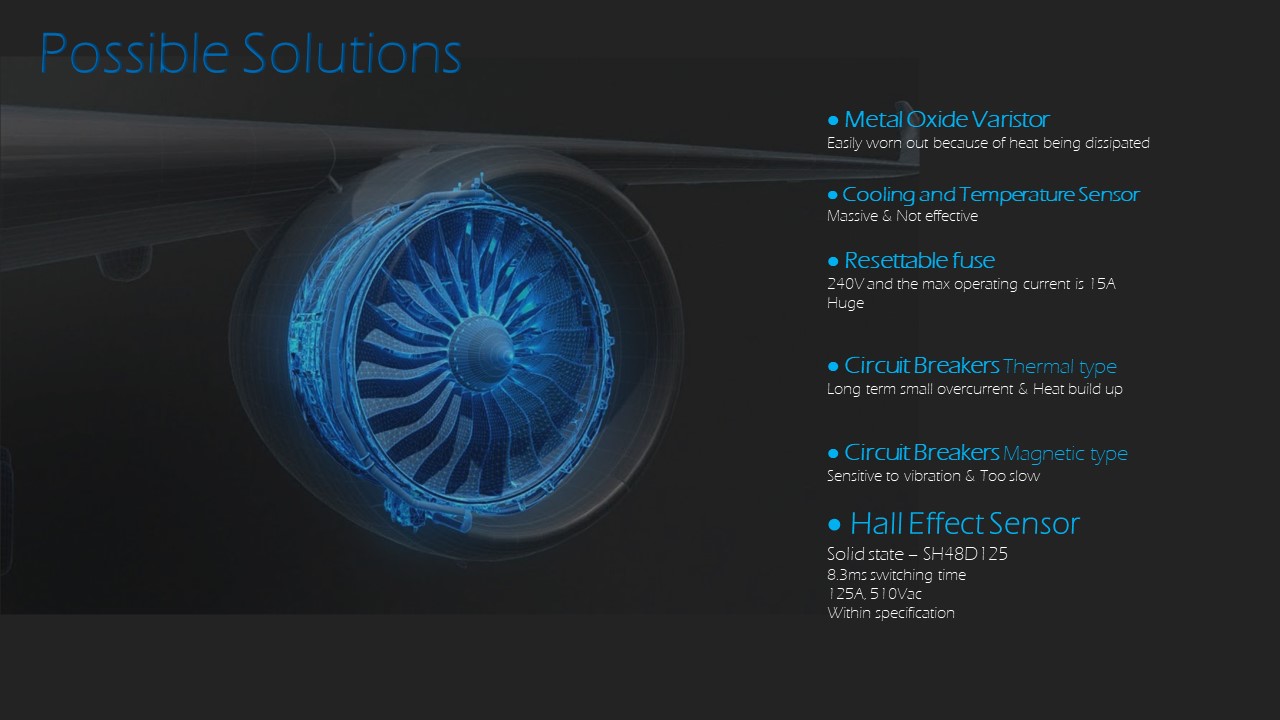 Possible Solutions
● Metal Oxide Varistor
Easily worn out because of heat being dissipated
● Cooling and Temperature Sensor
Massive & Not effective
● Resettable fuse
240V and the max operating current is 15A
Huge
● Circuit Breakers Thermal type
Long term small overcurrent & Heat build up
● Circuit Breakers Magnetic type
Sensitive to vibration & Too slow
● Hall Effect Sensor
Solid state – SH48D125
8.3ms switching time
125A, 510Vac
Within specification